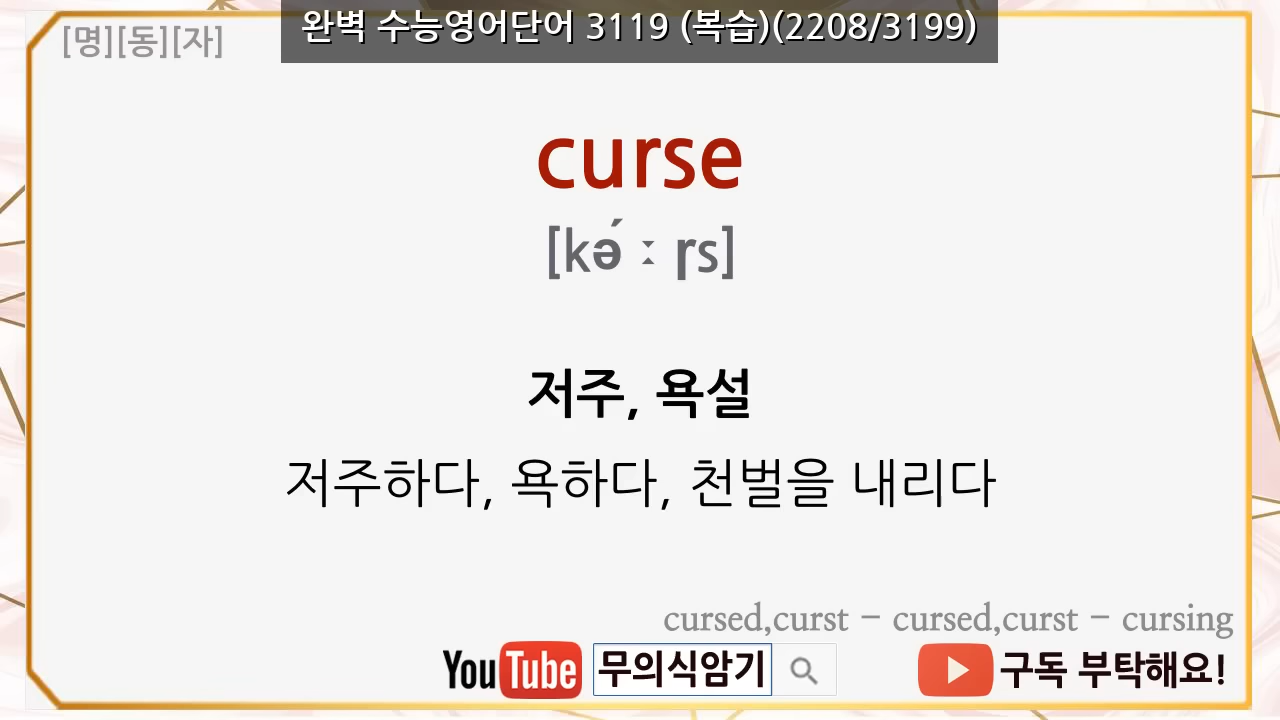 완벽 수능영어단어 3119 (복습)(2208/3199)
[명][동][자]
curse
[kə́ː rs]
저주, 욕설
저주하다, 욕하다, 천벌을 내리다
cursed,curst - cursed,curst - cursing
YouTube 무의식암기 구독 부탁해요!